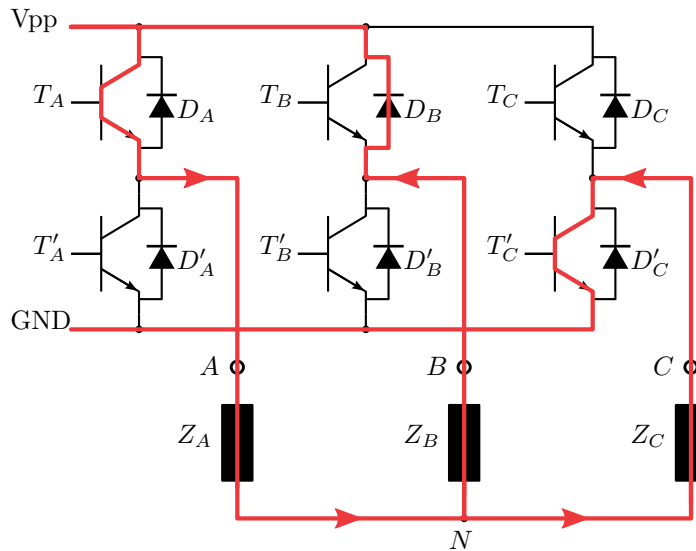 Vpp
T_A D_A T_B D_B T_C D_C
T'_A D'_A T'_B D'_B T'_C D'_C
GND
A B C
Z_A Z_B Z_C
N